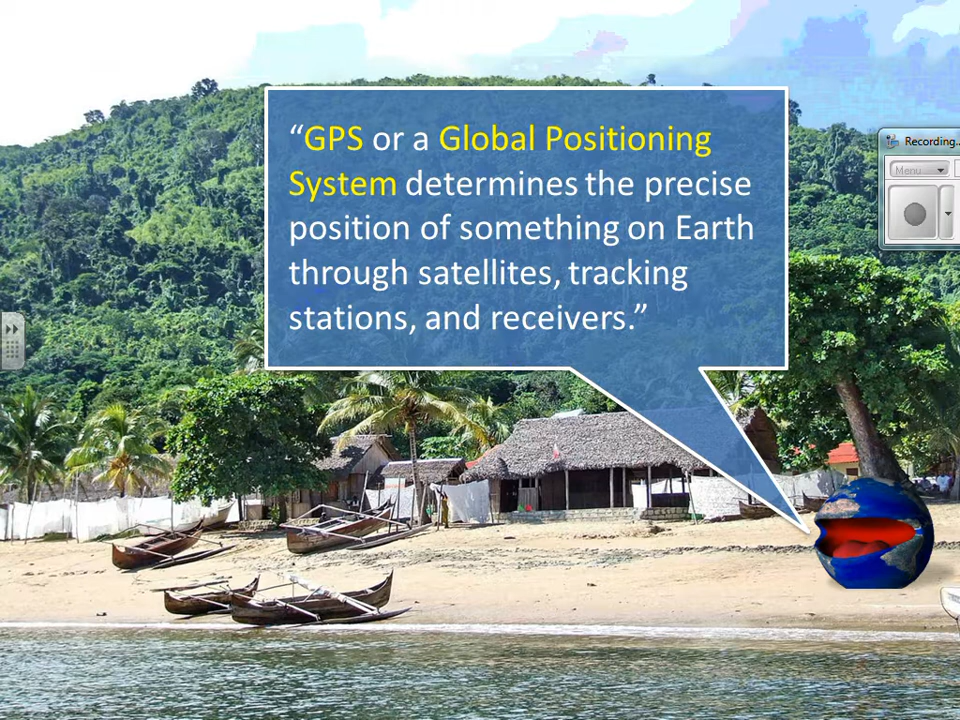 “GPS or a Global Positioning
System determines the precise
position of something on Earth
through satellites, tracking
stations, and receivers.”
Recording...
Menu